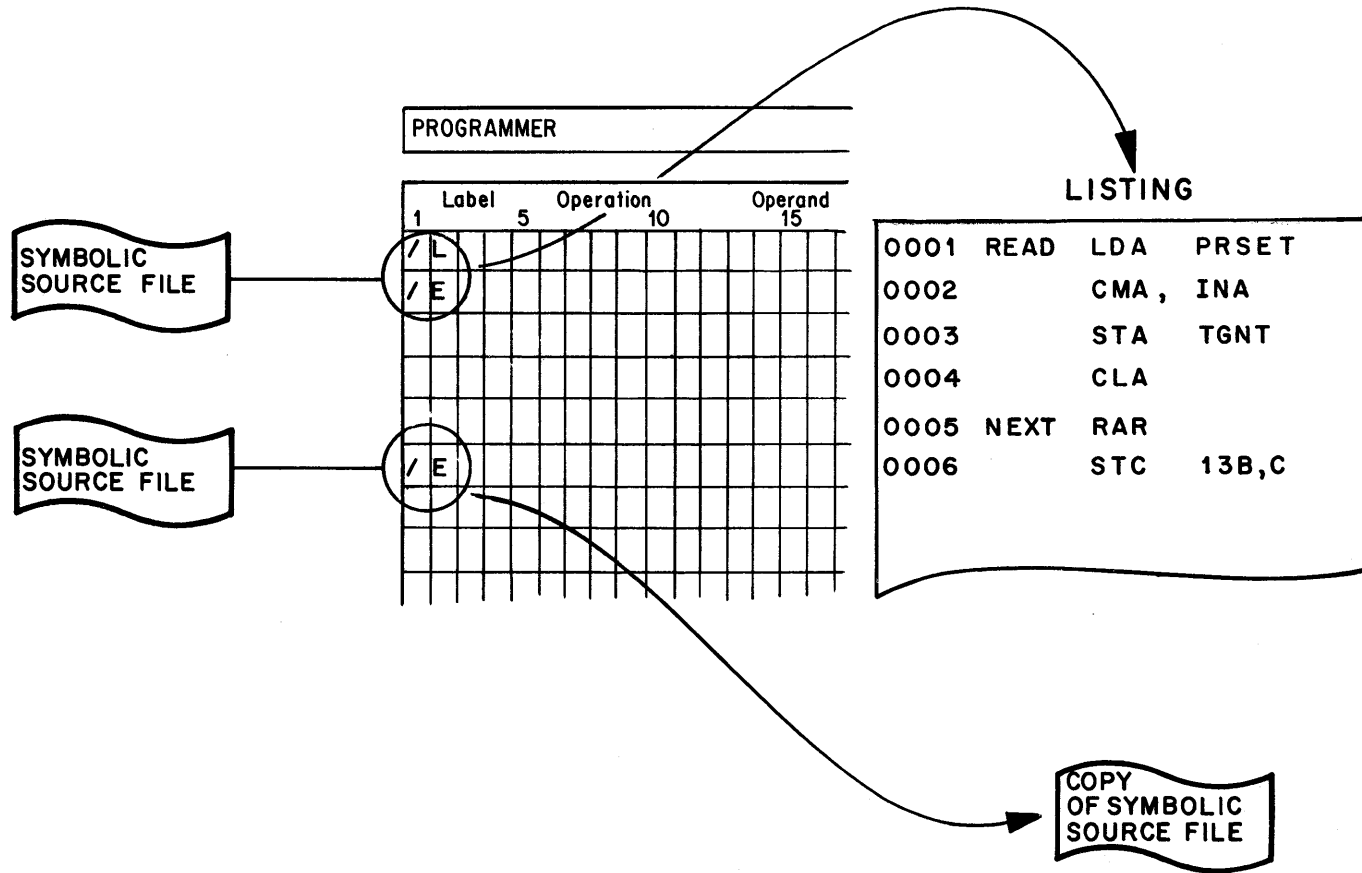 PROGRAMMER
Label Operation Operand
1 5 10 15
SYMBOLIC
SOURCE FILE
/ L
/ E
SYMBOLIC
SOURCE FILE
/ E
LISTING
0001 READ LDA PRSET
0002 CMA, INA
0003 STA TGNT
0004 CLA
0005 NEXT RAR
0006 STC 13B,C
COPY
OF SYMBOLIC
SOURCE FILE